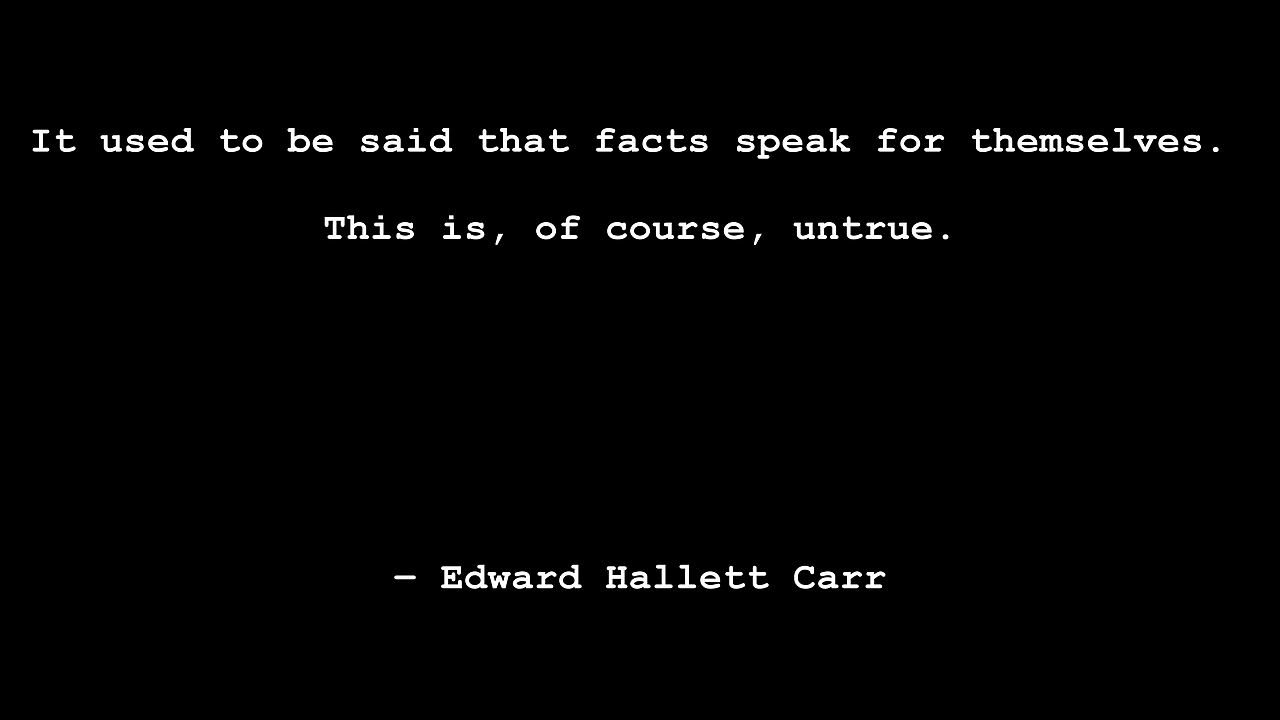 It used to be said that facts speak for themselves.
This is, of course, untrue.
— Edward Hallett Carr